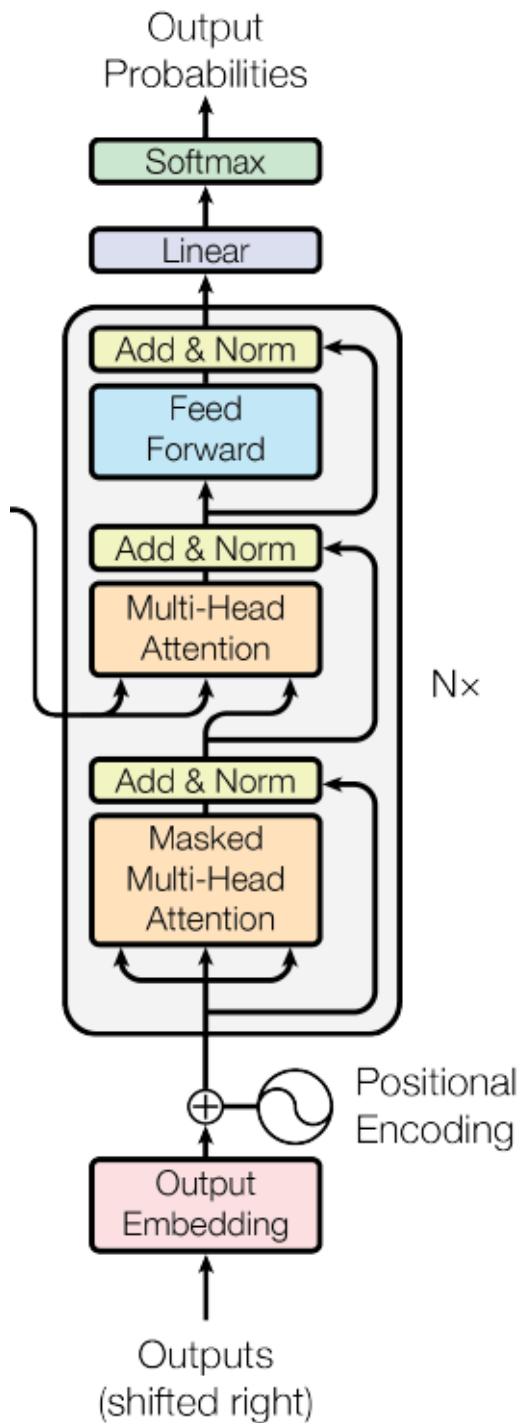 Output
Probabilities
Softmax
Linear
Add & Norm
Feed
Forward
Add & Norm
Multi-Head
Attention
N×
Add & Norm
Masked
Multi-Head
Attention
Positional
Encoding
Output
Embedding
Outputs
(shifted right)